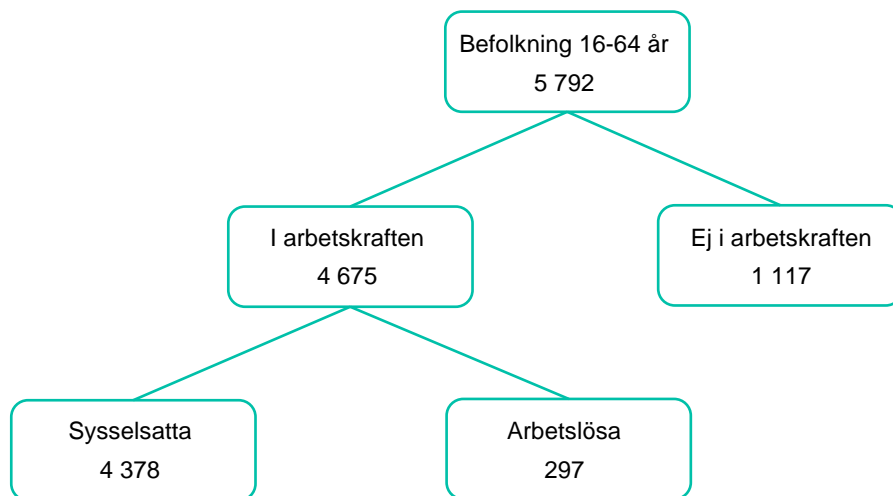 Befolkning 16-64 år
5 792
I arbetskraften
4 675
Ej i arbetskraften
1 117
Sysselsatta
4 378
Arbetslösa
297